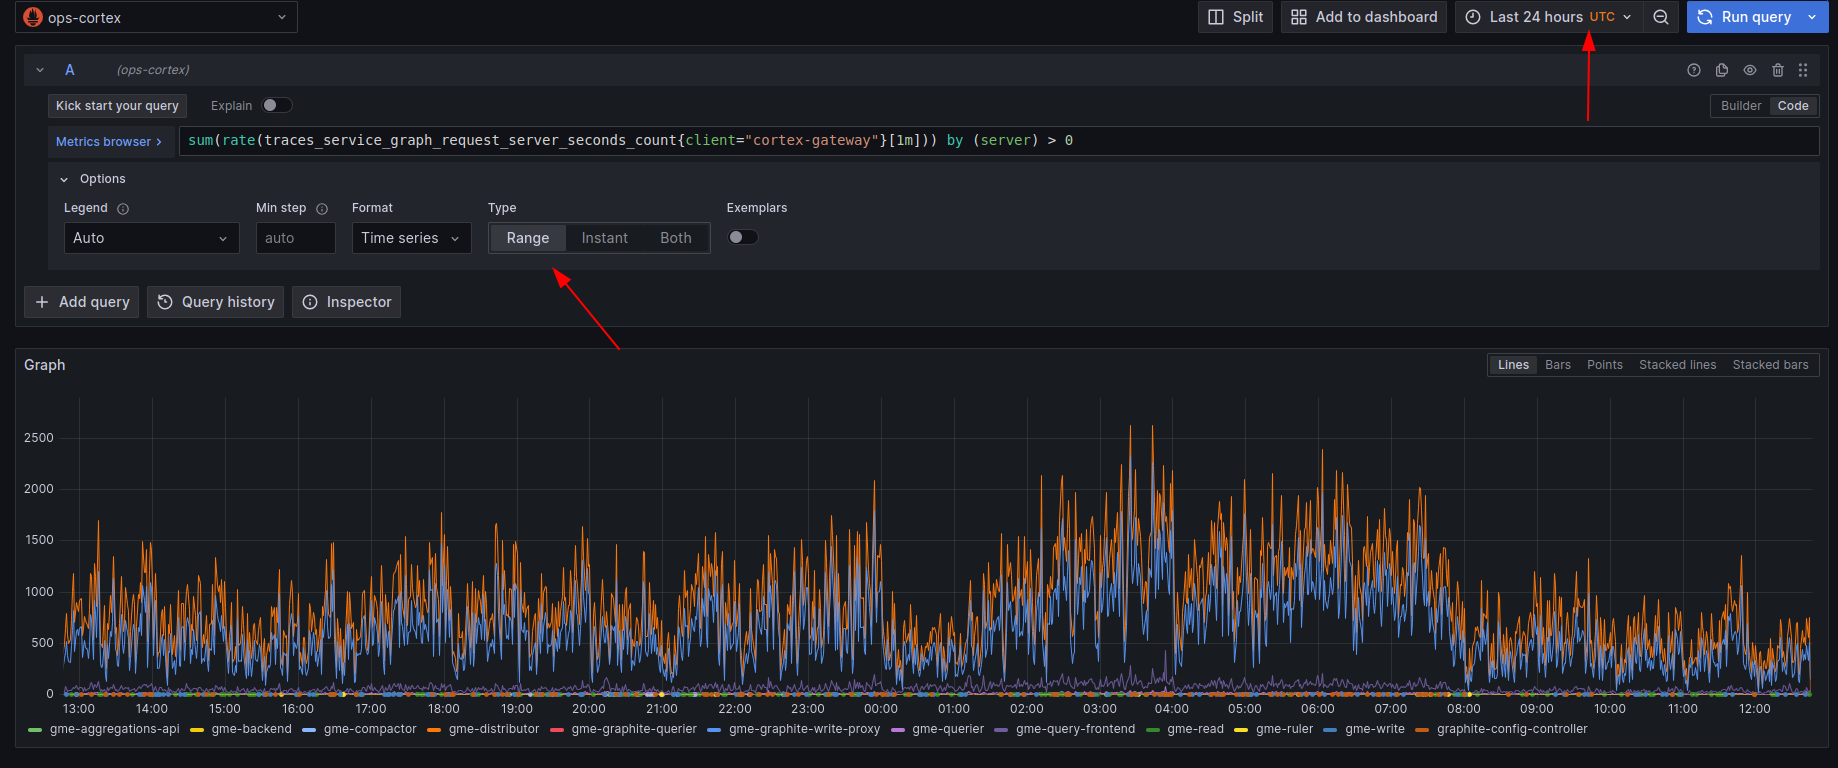 ops-cortex
Split
Add to dashboard
Last 24 hours UTC
Run query
A
(ops-cortex)
Kick start your query
Explain
Builder
Code
Metrics browser >
sum(rate(traces_service_graph_request_server_seconds_count{client="cortex-gateway"}[1m])) by (server) > 0
Options
Legend
Min step
Format
Type
Exemplars
Auto
auto
Time series
Range
Instant
Both
+ Add query
Query history
Inspector
Graph
Lines
Bars
Points
Stacked lines
Stacked bars
2500
2000
1500
1000
500
0
13:00 14:00 15:00 16:00 17:00 18:00 19:00 20:00 21:00 22:00 23:00 00:00 01:00 02:00 03:00 04:00 05:00 06:00 07:00 08:00 09:00 10:00 11:00 12:00
gme-aggregations-api gme-backend gme-compactor gme-distributor gme-graphite-querier gme-graphite-write-proxy gme-querier gme-query-frontend gme-read gme-ruler gme-write graphite-config-controller